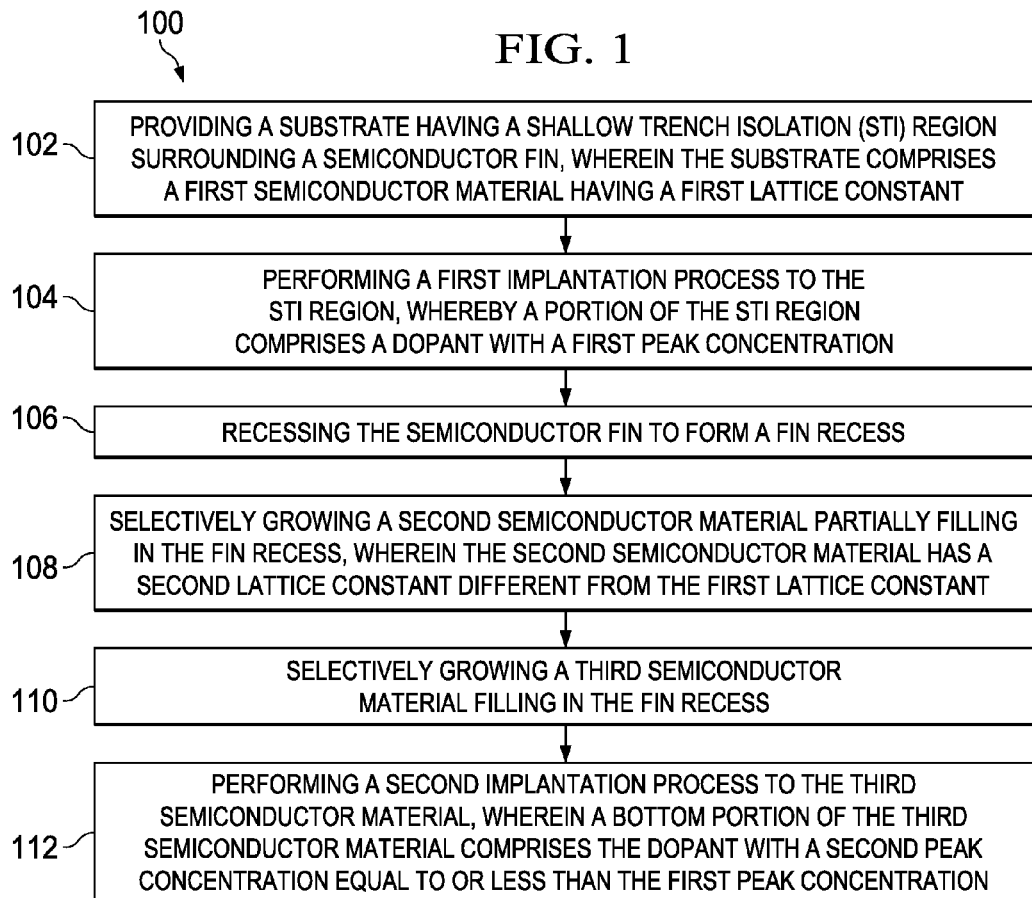 100
FIG. 1
102
PROVIDING A SUBSTRATE HAVING A SHALLOW TRENCH ISOLATION (STI) REGION
SURROUNDING A SEMICONDUCTOR FIN, WHEREIN THE SUBSTRATE COMPRISES
A FIRST SEMICONDUCTOR MATERIAL HAVING A FIRST LATTICE CONSTANT
104
PERFORMING A FIRST IMPLANTATION PROCESS TO THE
STI REGION, WHEREBY A PORTION OF THE STI REGION
COMPRISES A DOPANT WITH A FIRST PEAK CONCENTRATION
106
RECESSING THE SEMICONDUCTOR FIN TO FORM A FIN RECESS
108
SELECTIVELY GROWING A SECOND SEMICONDUCTOR MATERIAL PARTIALLY FILLING
IN THE FIN RECESS, WHEREIN THE SECOND SEMICONDUCTOR MATERIAL HAS A
SECOND LATTICE CONSTANT DIFFERENT FROM THE FIRST LATTICE CONSTANT
110
SELECTIVELY GROWING A THIRD SEMICONDUCTOR
MATERIAL FILLING IN THE FIN RECESS
112
PERFORMING A SECOND IMPLANTATION PROCESS TO THE THIRD
SEMICONDUCTOR MATERIAL, WHEREIN A BOTTOM PORTION OF THE THIRD
SEMICONDUCTOR MATERIAL COMPRISES THE DOPANT WITH A SECOND PEAK
CONCENTRATION EQUAL TO OR LESS THAN THE FIRST PEAK CONCENTRATION